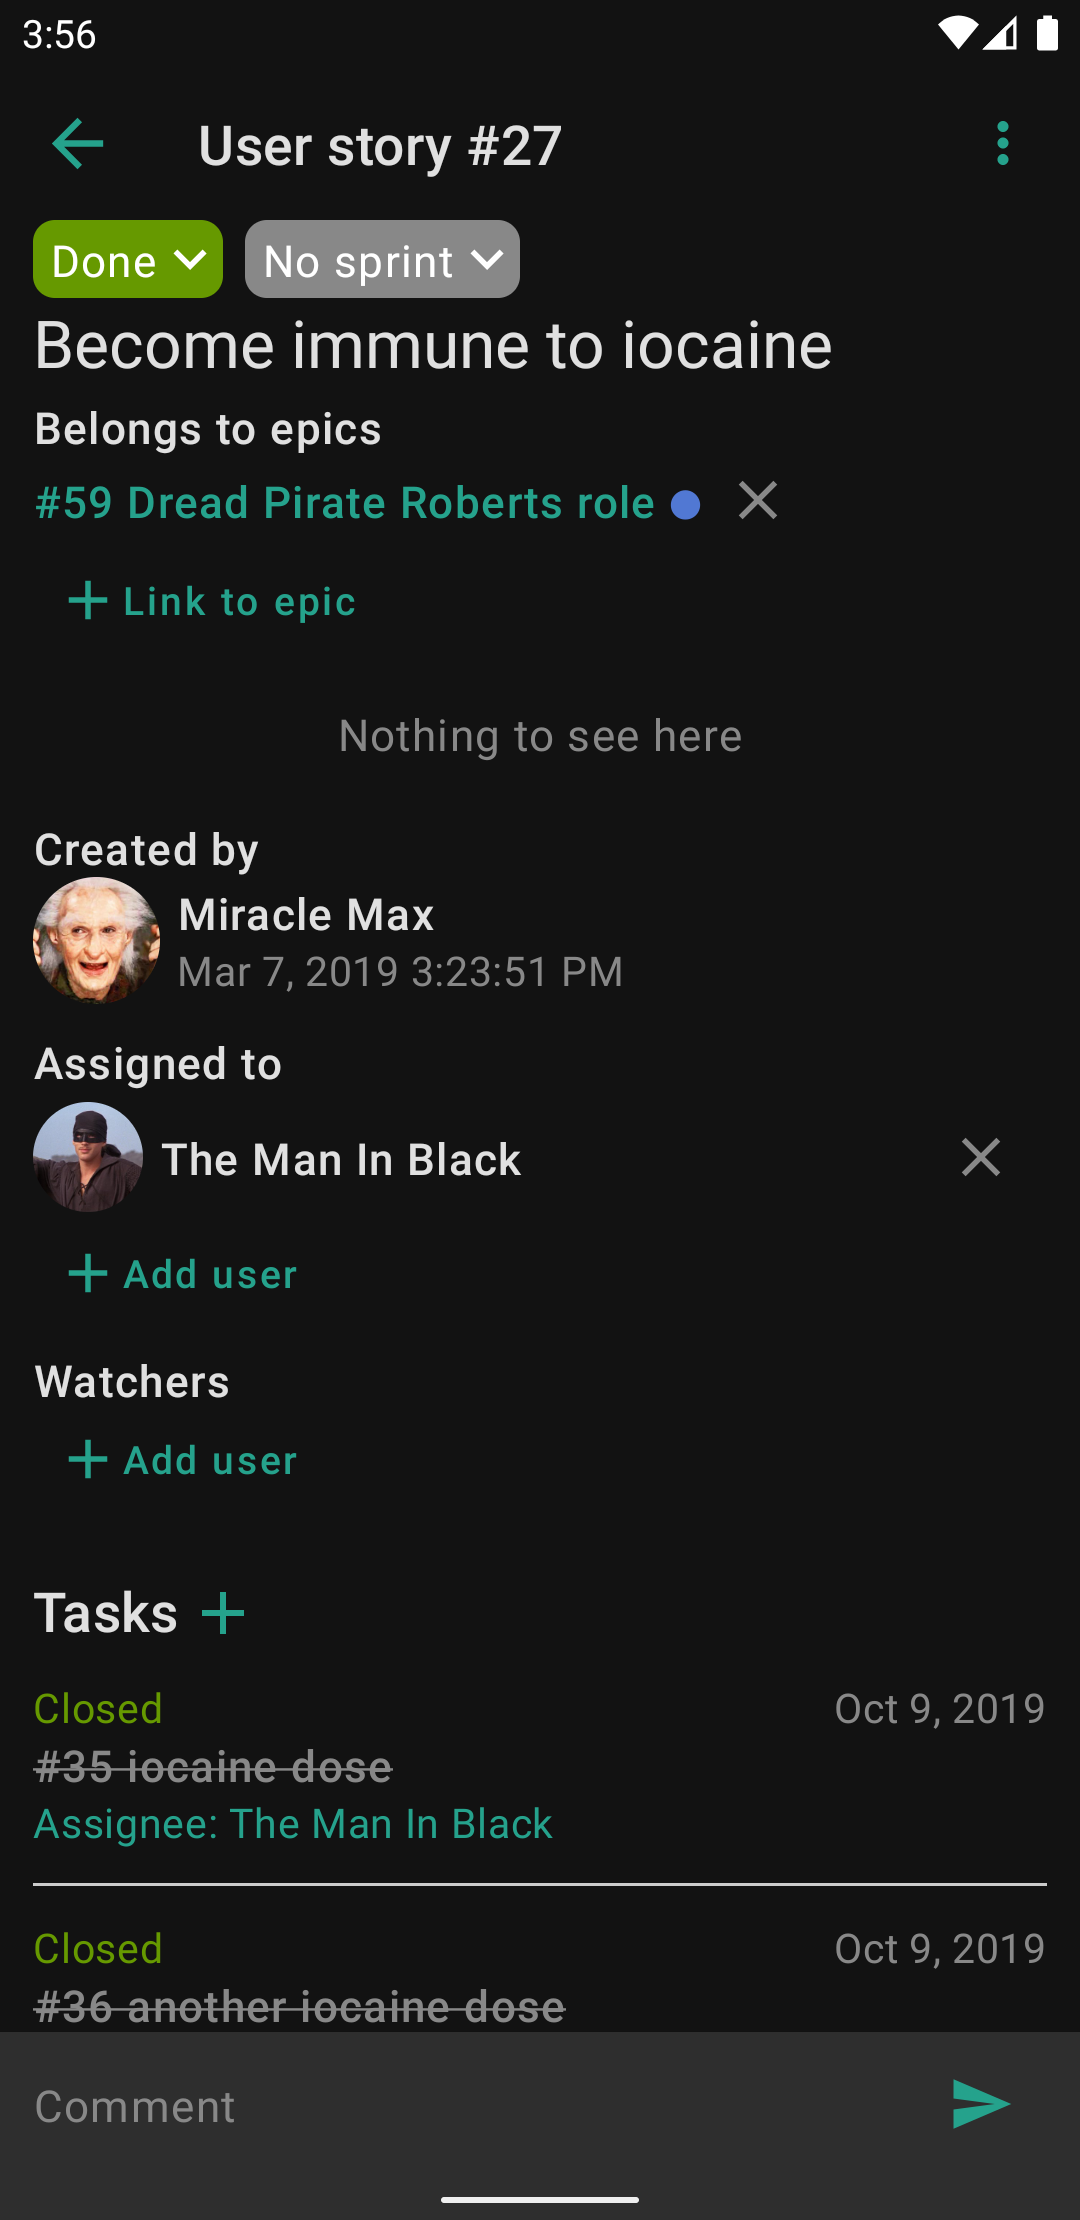 3:56
User story #27
Done
No sprint
Become immune to iocaine
Belongs to epics
#59 Dread Pirate Roberts role
Link to epic
Nothing to see here
Created by
Miracle Max
Mar 7, 2019 3:23:51 PM
Assigned to
The Man In Black
Add user
Watchers
Add user
Tasks
Closed
Oct 9, 2019
#35 iocaine dose
Assignee: The Man In Black
Closed
Oct 9, 2019
#36 another iocaine dose
Comment